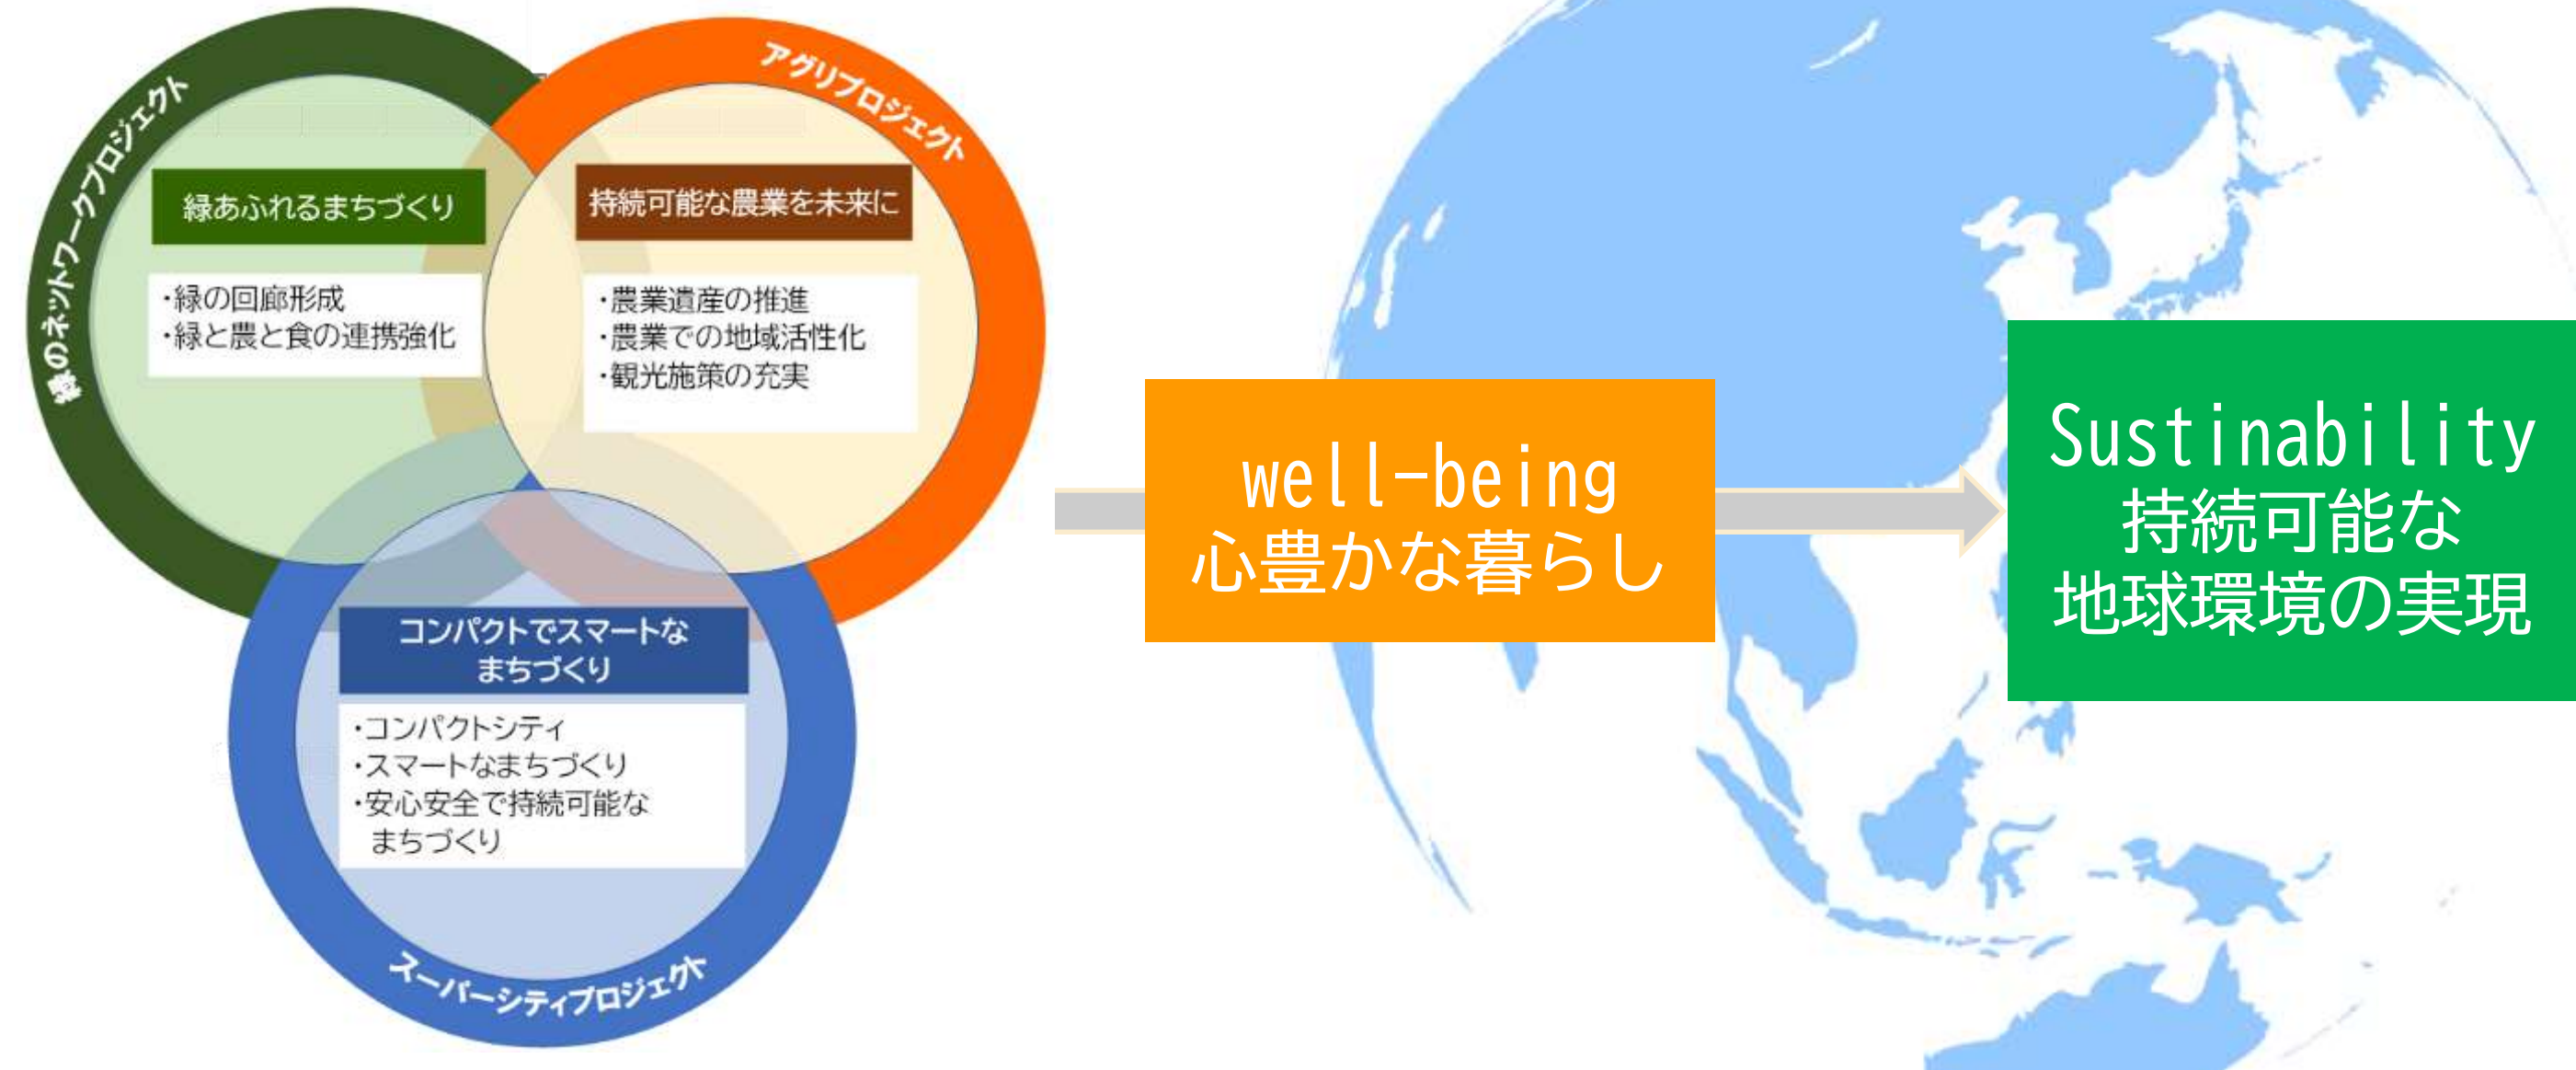 緑のネットワークプロジェクト
緑あふれるまちづくり
・緑の回廊形成
・緑と農と食の連携強化
アグリプロジェクト
持続可能な農業を未来に
・農業遺産の推進
・農業での地域活性化
・観光施策の充実
コンパクトでスマートな
まちづくり
・コンパクトシティ
・スマートなまちづくり
・安心安全で持続可能な
まちづくり
スーパーシティプロジェクト
well-being
心豊かな暮らし
Sustinability
持続可能な
地球環境の実現